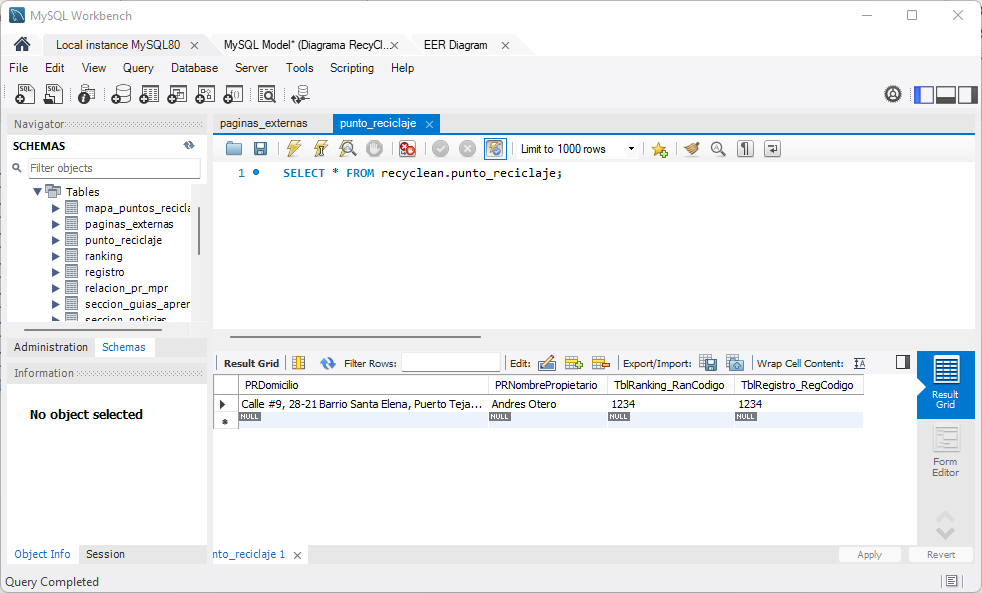 MySQL Workbench
Local instance MySQL80
MySQL Model* (Diagrama RecyCl...
EER Diagram
File Edit View Query Database Server Tools Scripting Help
Navigator
SCHEMAS
Filter objects
Tables
mapa_puntos_recicla
paginas_externas
punto_reciclaje
ranking
registro
relacion_pr_mpr
seccion_guias_apren
seccion_noticias
Administration Schemas
Information
No object selected
Object Info Session
paginas_externas punto_reciclaje
Limit to 1000 rows
1 SELECT * FROM recyclean.punto_reciclaje;
Result Grid Filter Rows: Edit: Export/Import: Wrap Cell Content: IA
PRDomicilio PRNombrePropietario TblRanking_RanCodigo TblRegistro_RegCodigo
Calle #9, 28-21 Barrio Santa Elena, Puerto Teja... Andres Otero 1234 1234
NULL NULL NULL NULL
Result
Grid
Form
Editor
nto_reciclaje 1
Apply Revert
Query Completed